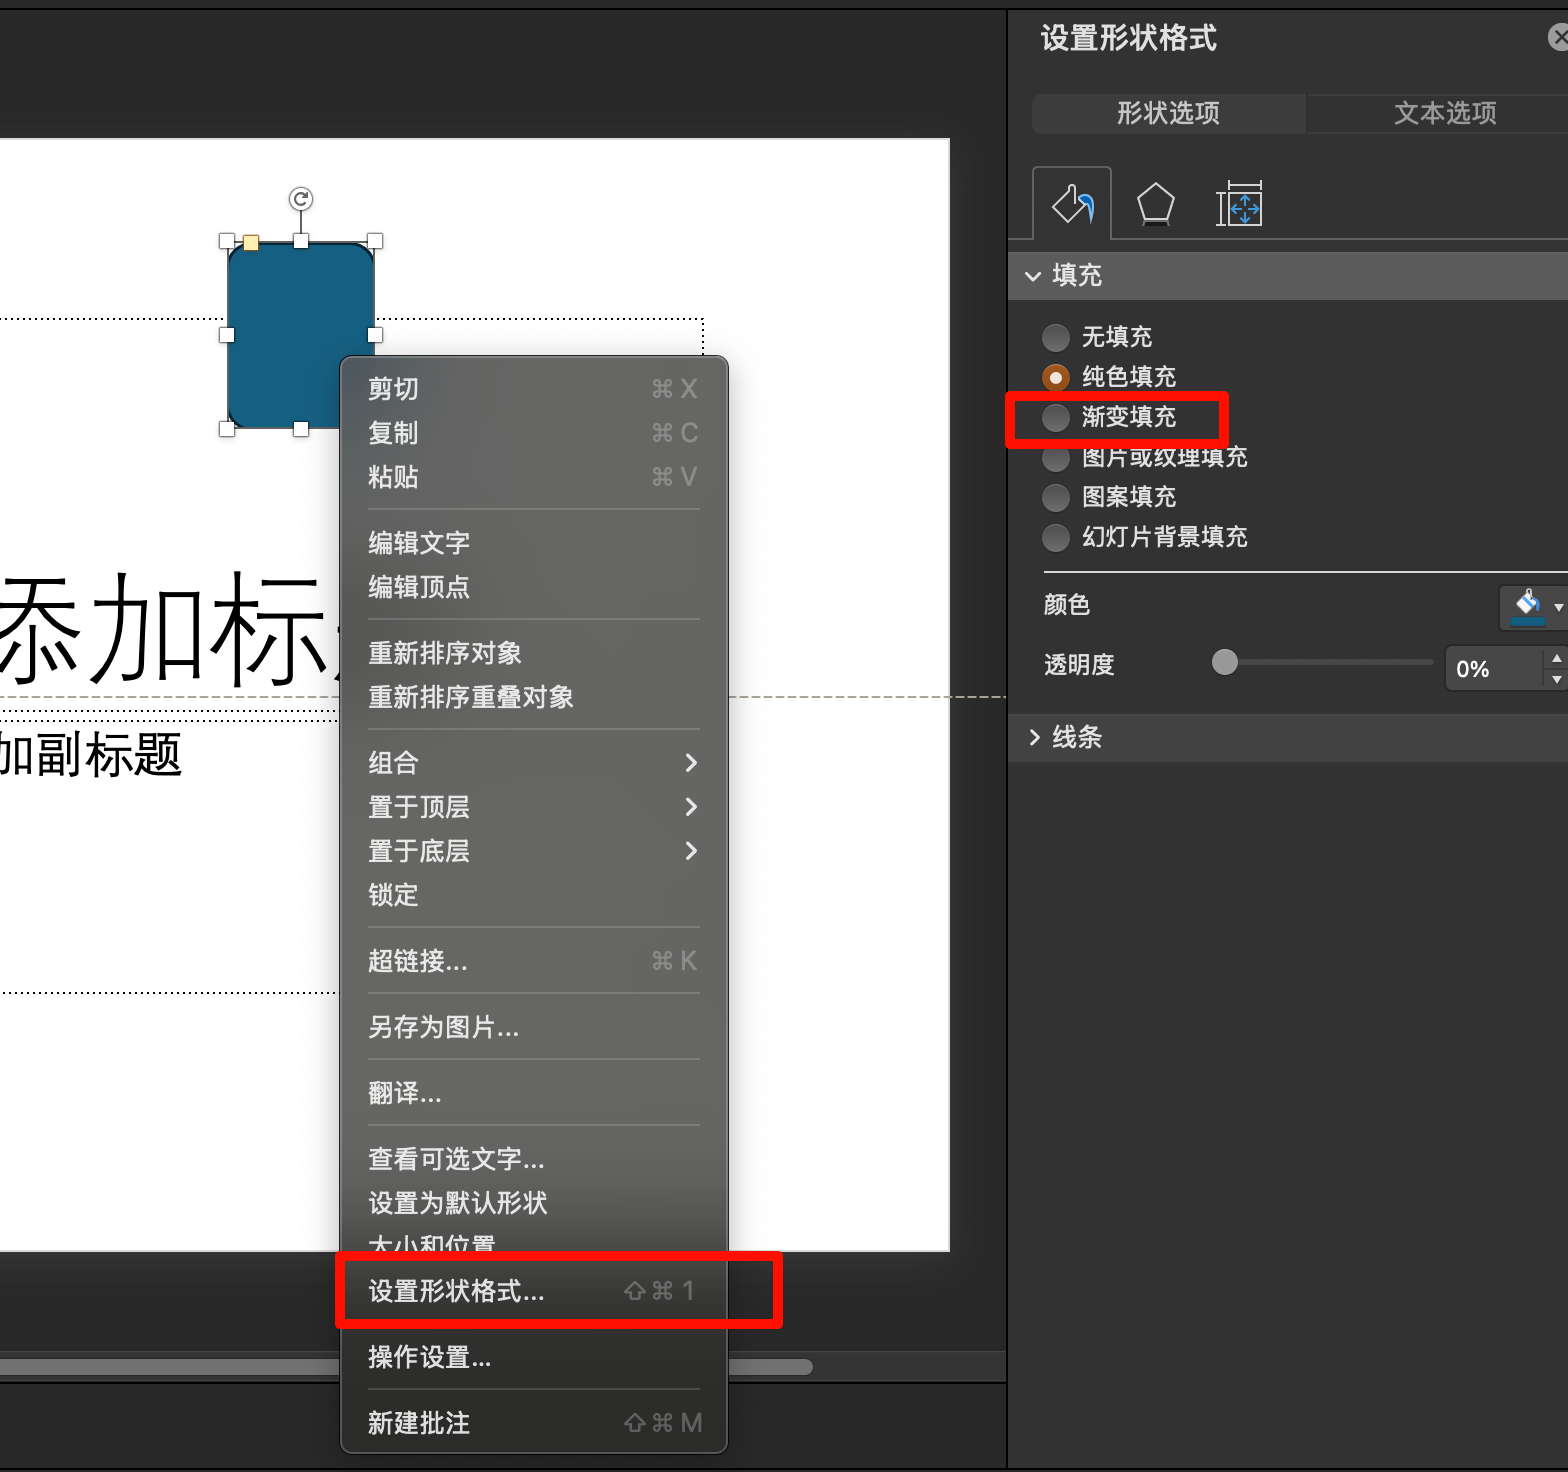 添加标
加副标题
剪切 ⌘ X
复制 ⌘ C
粘贴 ⌘ V
编辑文字
编辑顶点
重新排序对象
重新排序重叠对象
组合
置于顶层
置于底层
锁定
超链接... ⌘ K
另存为图片...
翻译...
查看可选文字...
设置为默认形状
大小和位置
设置形状格式... ⇧ ⌘ 1
操作设置...
新建批注 ⇧ ⌘ M
设置形状格式
形状选项 文本选项
填充
无填充
纯色填充
渐变填充
图片或纹理填充
图案填充
幻灯片背景填充
颜色
透明度 0%
线条